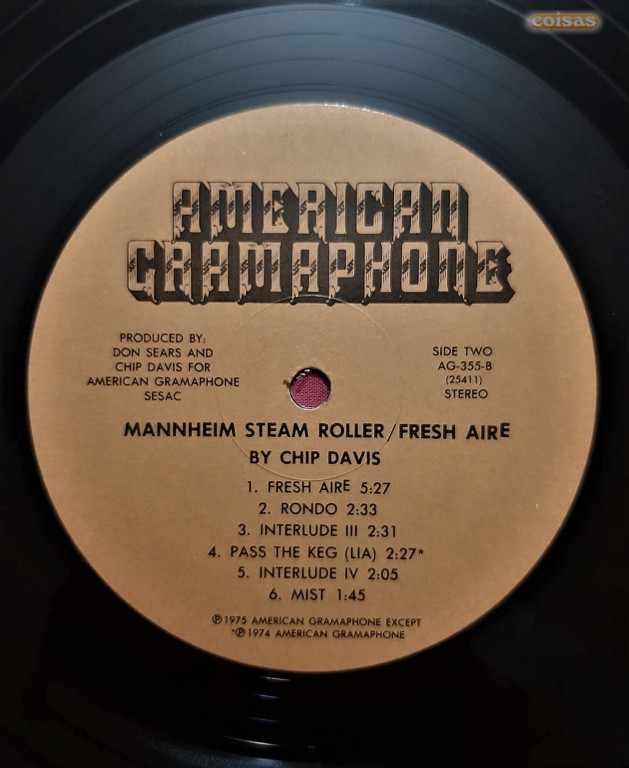 coisas
AMERICAN
GRAMAPHONE
PRODUCED BY:
DON SEARS AND
CHIP DAVIS FOR
AMERICAN GRAMAPHONE
SESAC
SIDE TWO
AG-355-B
(25411)
STEREO
MANNHEIM STEAM ROLLER/FRESH AIRE
BY CHIP DAVIS
1. FRESH AIRE 5:27
2. RONDO 2:33
3. INTERLUDE III 2:31
4. PASS THE KEG (LIA) 2:27*
5. INTERLUDE IV 2:05
6. MIST 1:45
℗ 1975 AMERICAN GRAMAPHONE EXCEPT
*℗ 1974 AMERICAN GRAMAPHONE